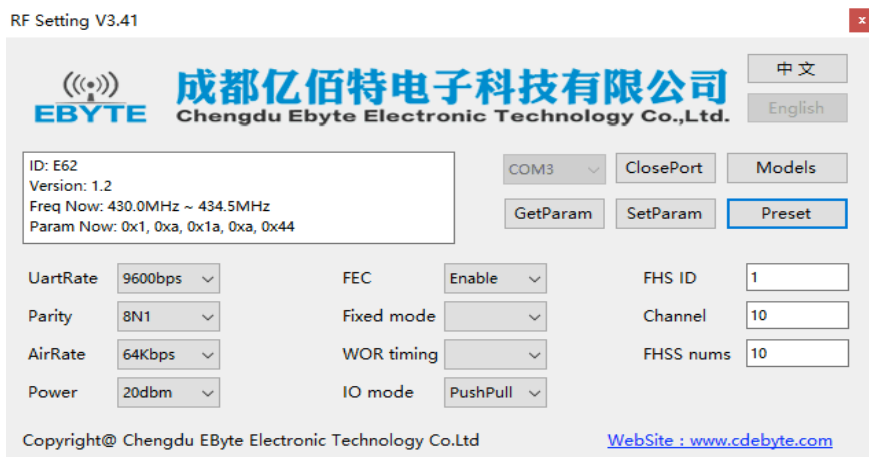 RF Setting V3.41
x
EBYTE
成都亿佰特电子科技有限公司
Chengdu Ebyte Electronic Technology Co.,Ltd.
中文
English
ID: E62
Version: 1.2
Freq Now: 430.0MHz ~ 434.5MHz
Param Now: 0x1, 0xa, 0x1a, 0xa, 0x44
COM3 ClosePort Models
GetParam SetParam Preset
UartRate 9600bps FEC Enable FHS ID 1
Parity 8N1 Fixed mode Channel 10
AirRate 64Kbps WOR timing FHSS nums 10
Power 20dbm IO mode PushPull
Copyright@ Chengdu EByte Electronic Technology Co.Ltd WebSite : www.cdebyte.com